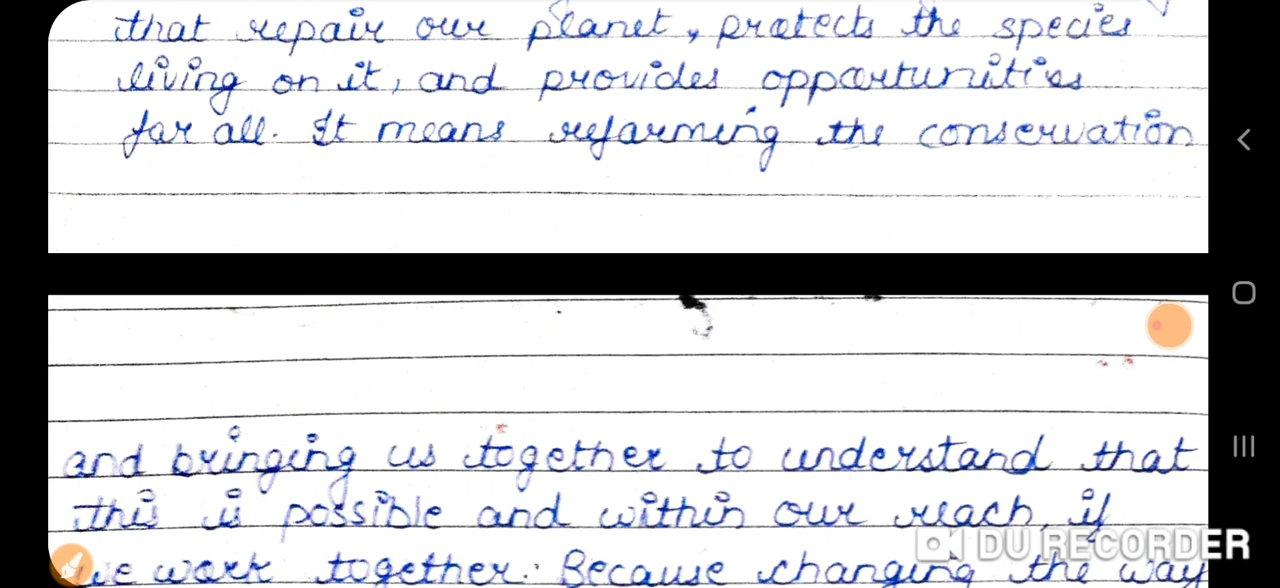 that repair our planet, protects the species
living on it, and provides opportunities
for all. It means reforming the conservation
and bringing us together to understand that
this is possible and within our reach, if
we work together. Because changing the way
DU RECORDER